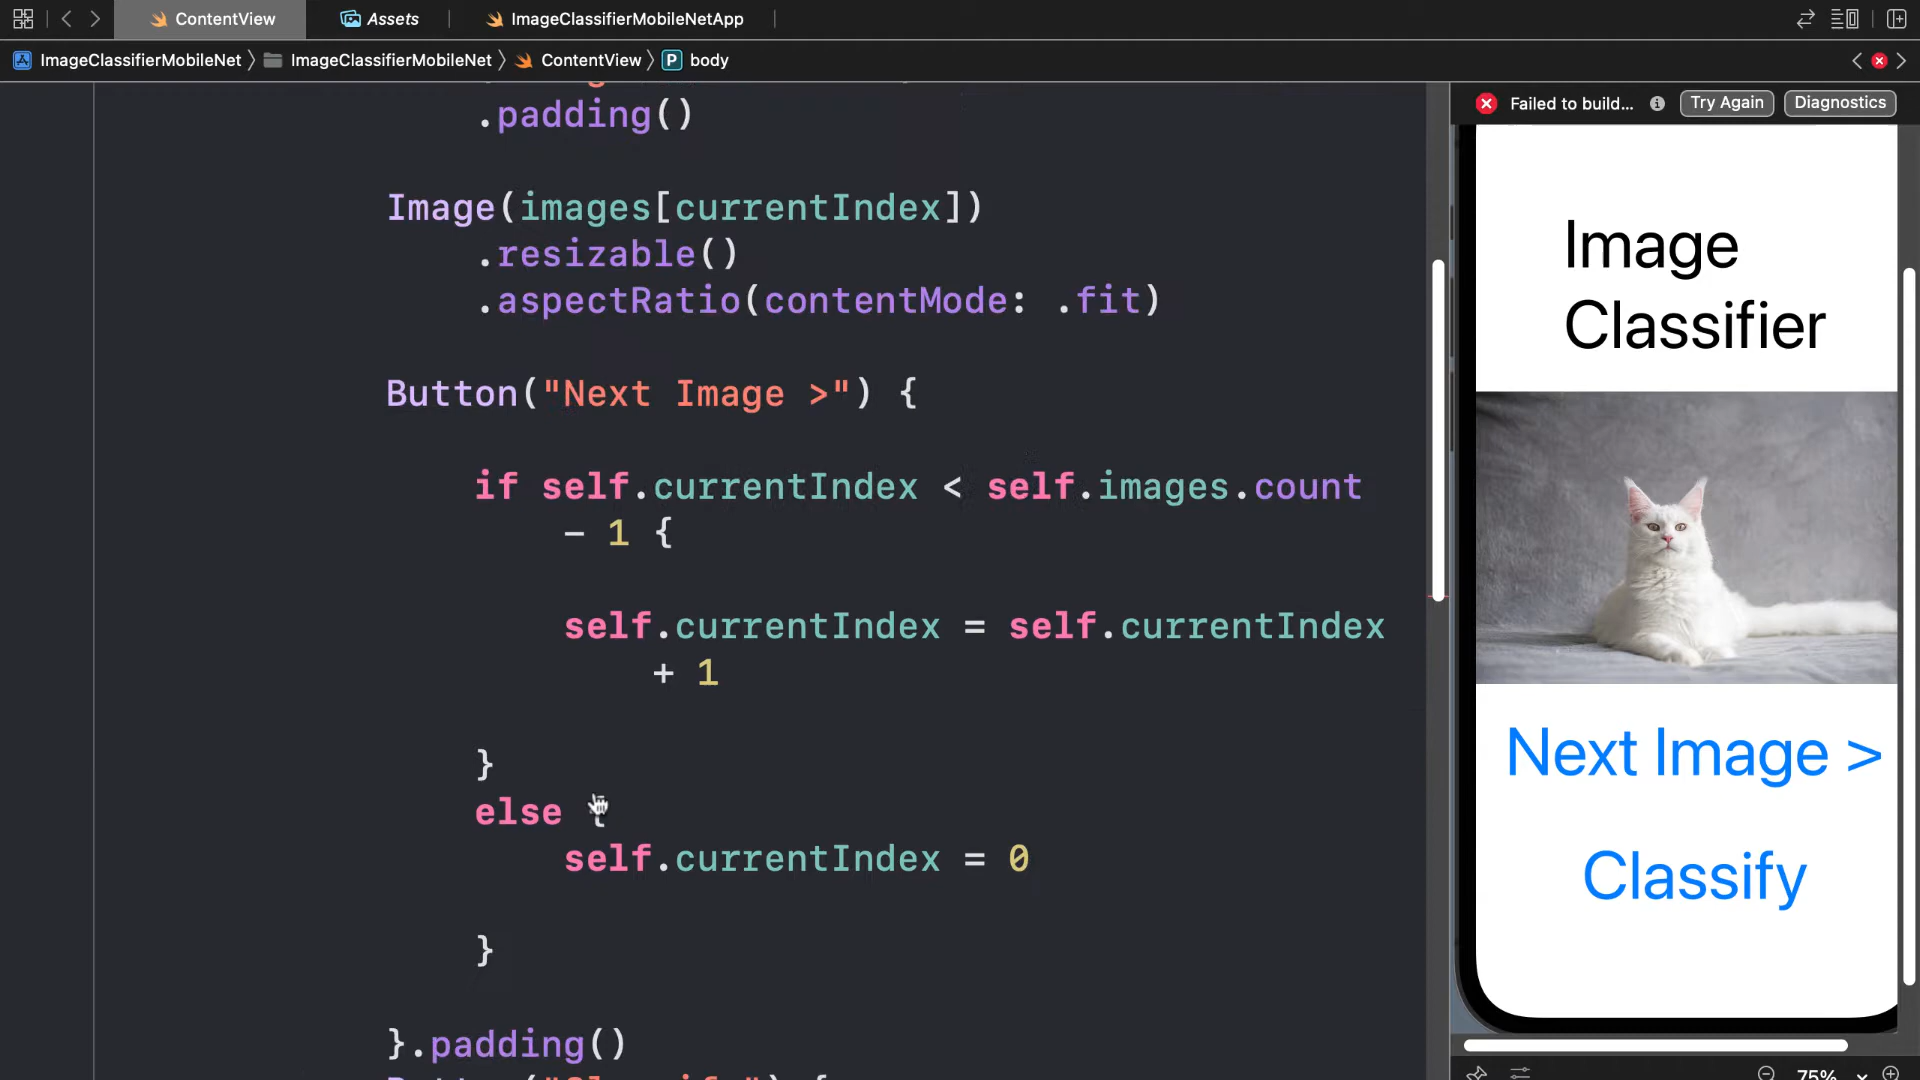 ContentView
Assets
ImageClassifierMobileNetApp
ImageClassifierMobileNet
ImageClassifierMobileNet
ContentView
P body
.padding()
Image(images[currentIndex])
.resizable()
.aspectRatio(contentMode: .fit)
Button("Next Image >") {
if self.currentIndex < self.images.count
- 1 {
self.currentIndex = self.currentIndex
+ 1
}
else {
self.currentIndex = 0
}
}.padding()
Failed to build...
Try Again
Diagnostics
Image
Classifier
Next Image >
Classify
75%